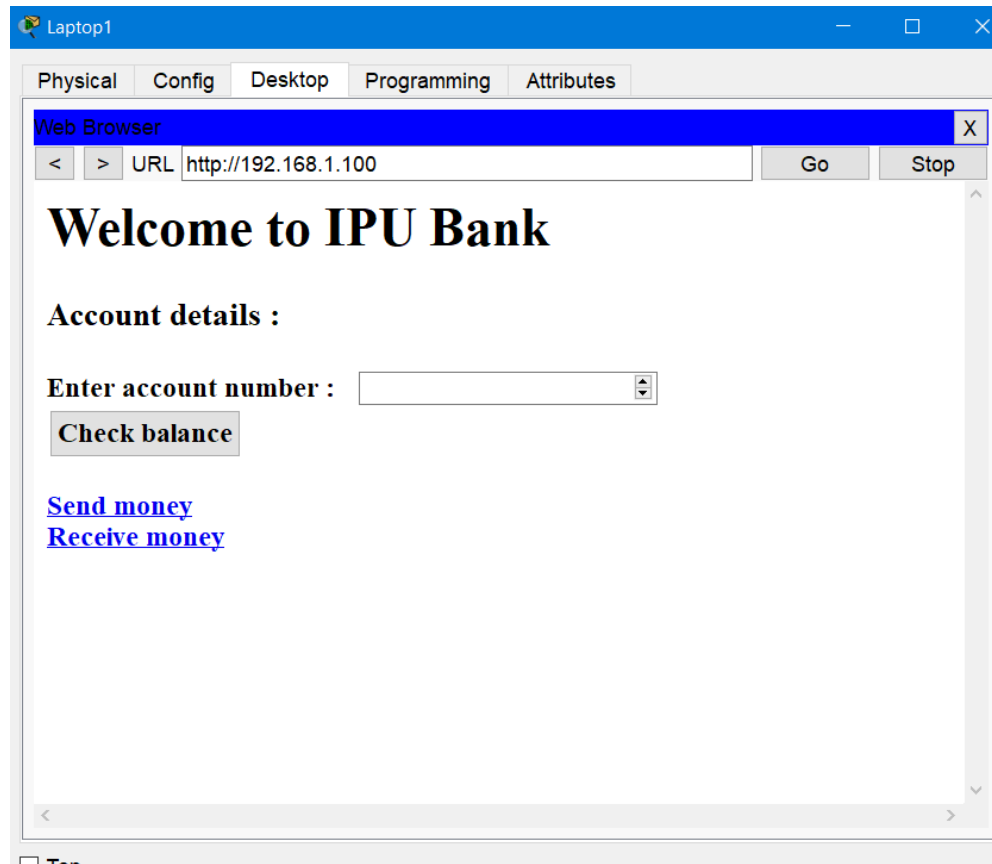 Laptop1
Physical Config Desktop Programming Attributes
Web Browser
X
< > URL http://192.168.1.100 Go Stop
Welcome to IPU Bank
Account details :
Enter account number :
Check balance
Send money
Receive money